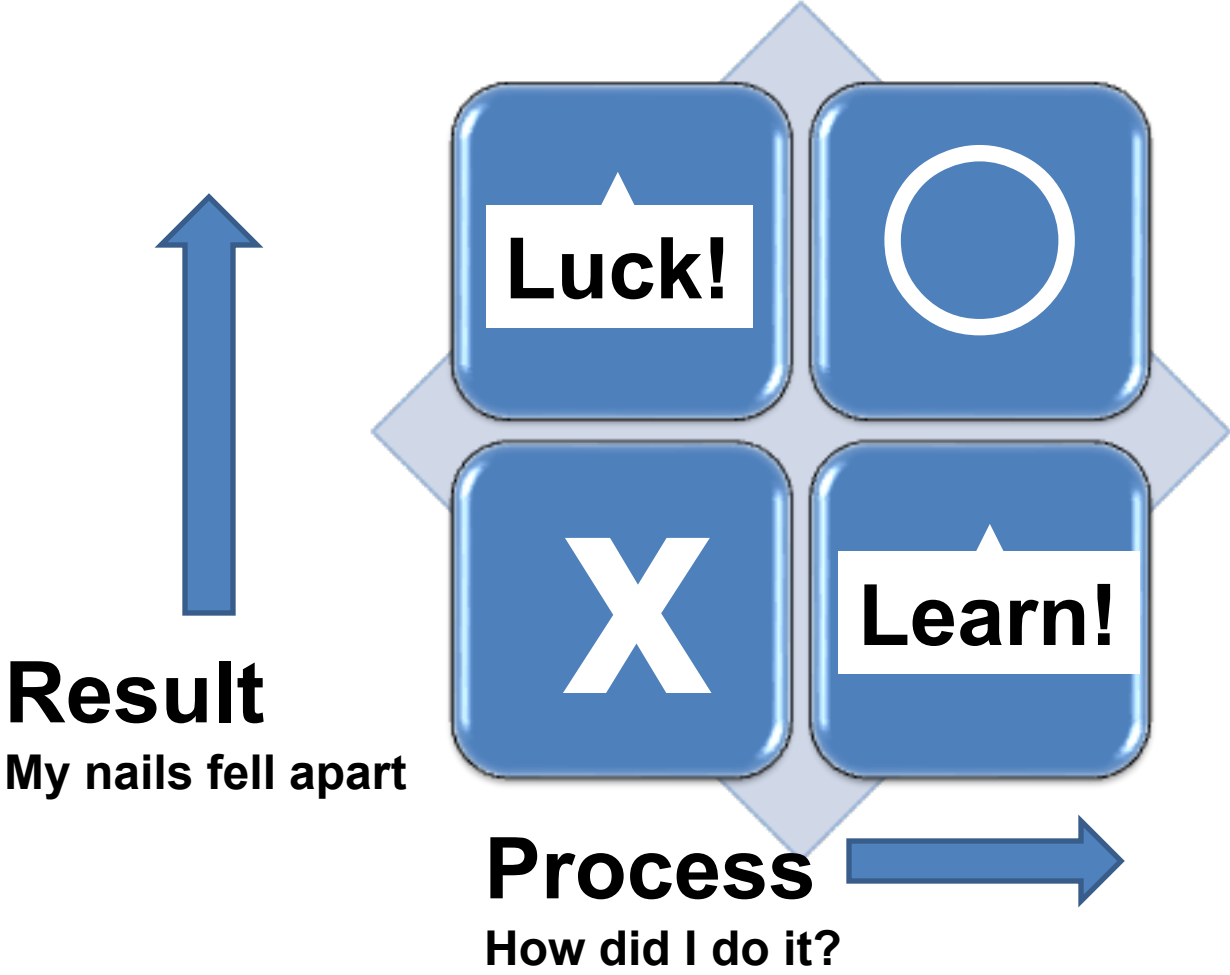 Luck!
X
Learn!
Result
My nails fell apart
Process
How did I do it?